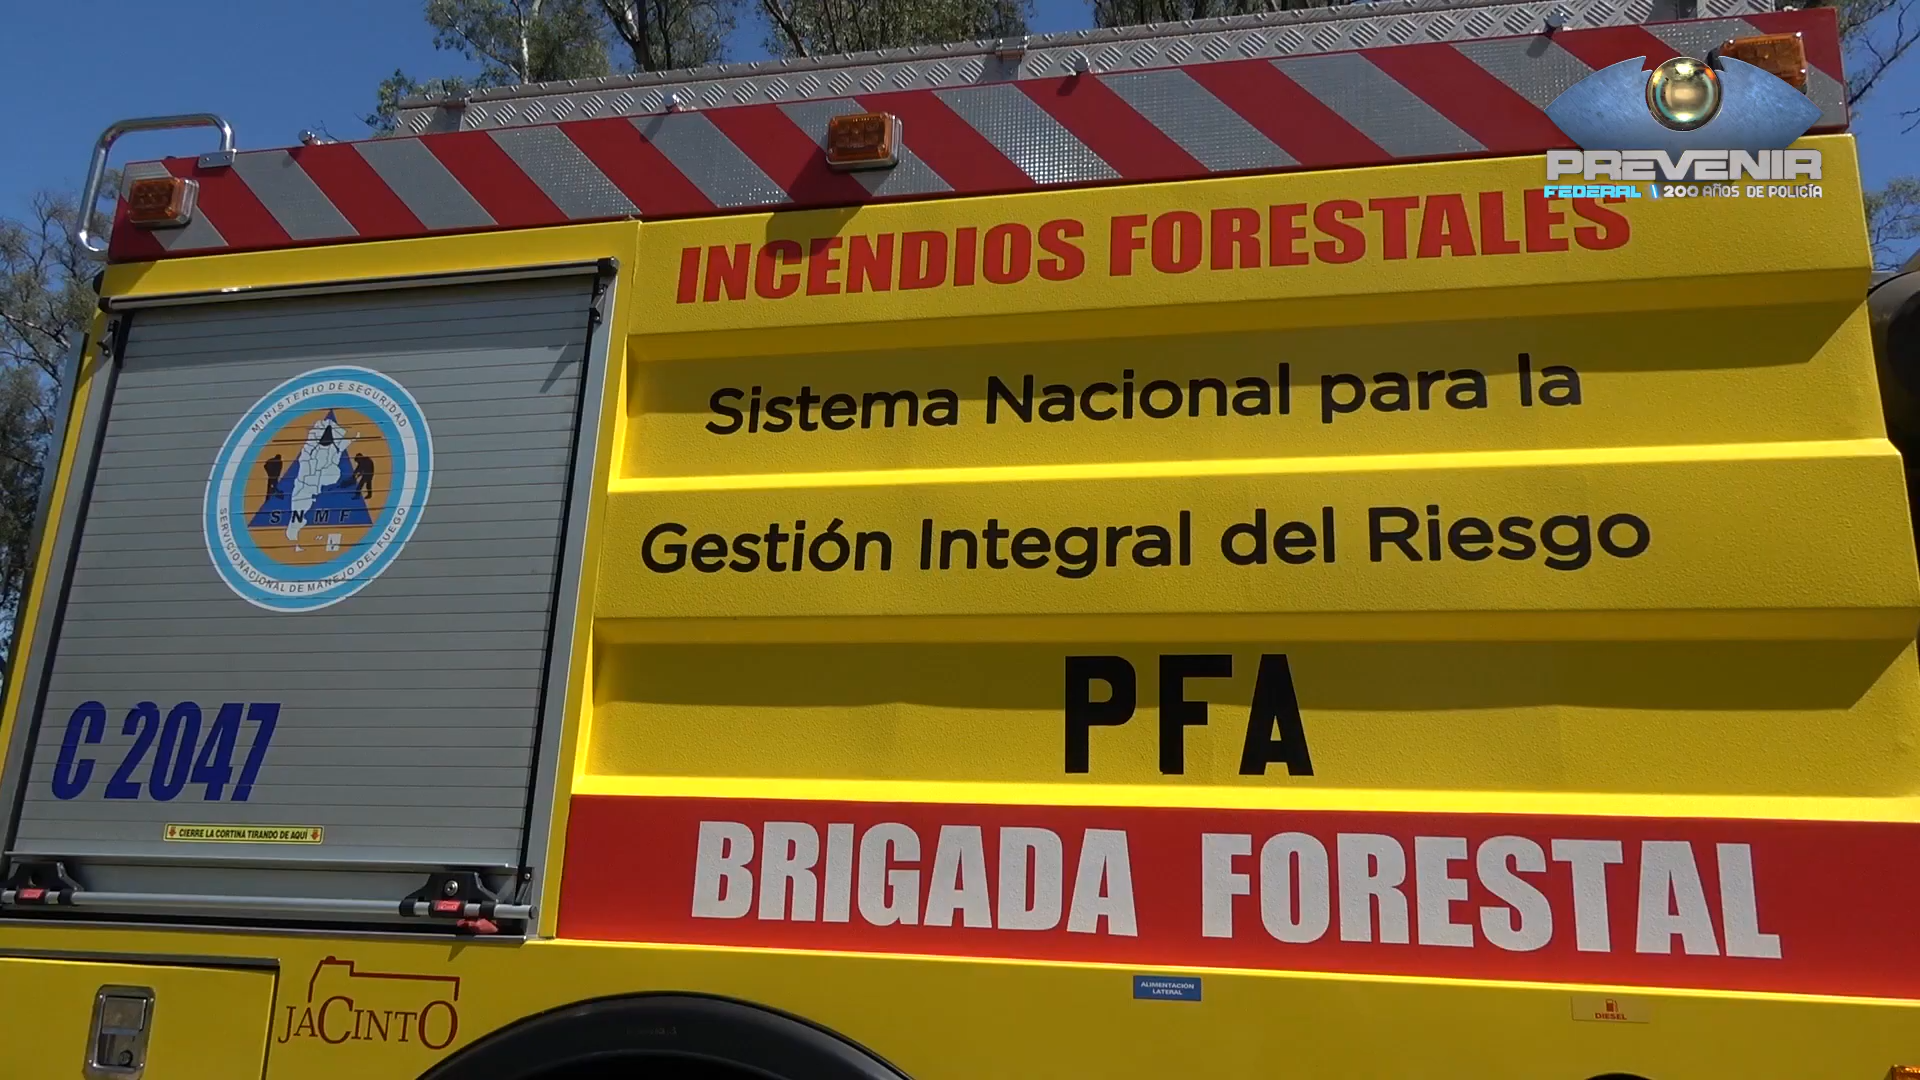 PREVENIR
FEDERAL \ 200 AÑOS DE POLICÍA
INCENDIOS FORESTALES
Sistema Nacional para la
Gestión Integral del Riesgo
PFA
BRIGADA FORESTAL
MINISTERIO DE SEGURIDAD
SNMF
SERVICIO NACIONAL DE MANEJO DEL FUEGO
C 2047
CIERRE LA CORTINA TIRANDO DE AQUÍ
JACINTO
ALIMENTACIÓN
LATERAL
DIESEL